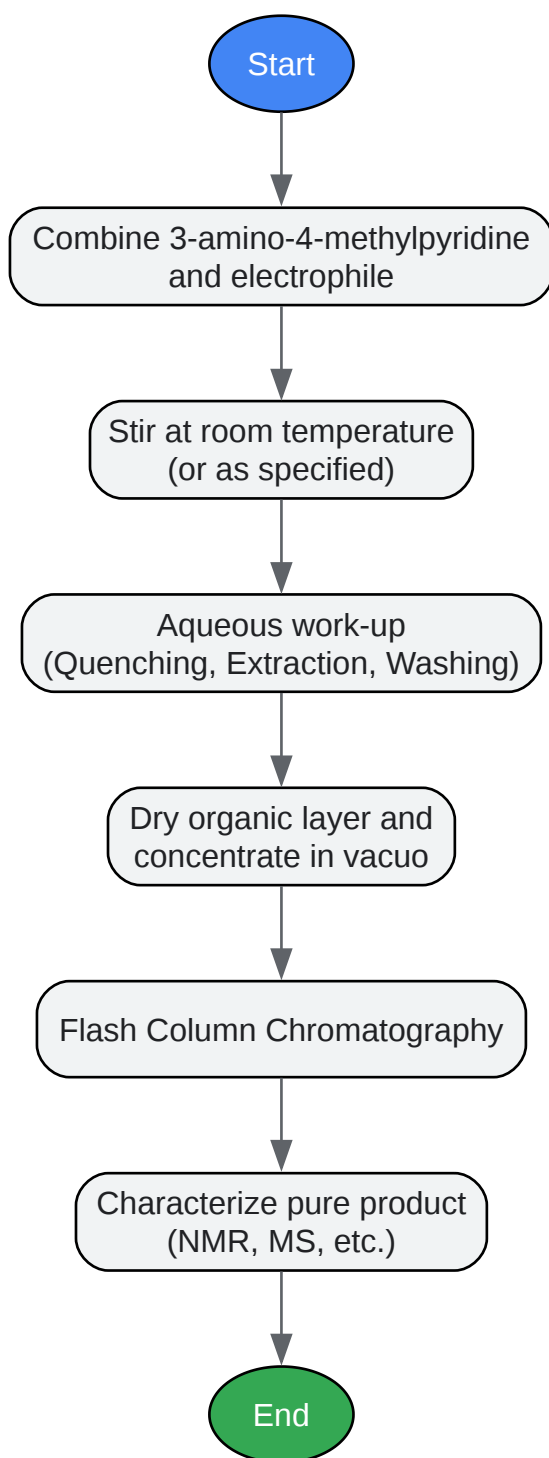 Start
Combine 3-amino-4-methylpyridine
and electrophile
Stir at room temperature
(or as specified)
Aqueous work-up
(Quenching, Extraction, Washing)
Dry organic layer and
concentrate in vacuo
Flash Column Chromatography
Characterize pure product
(NMR, MS, etc.)
End